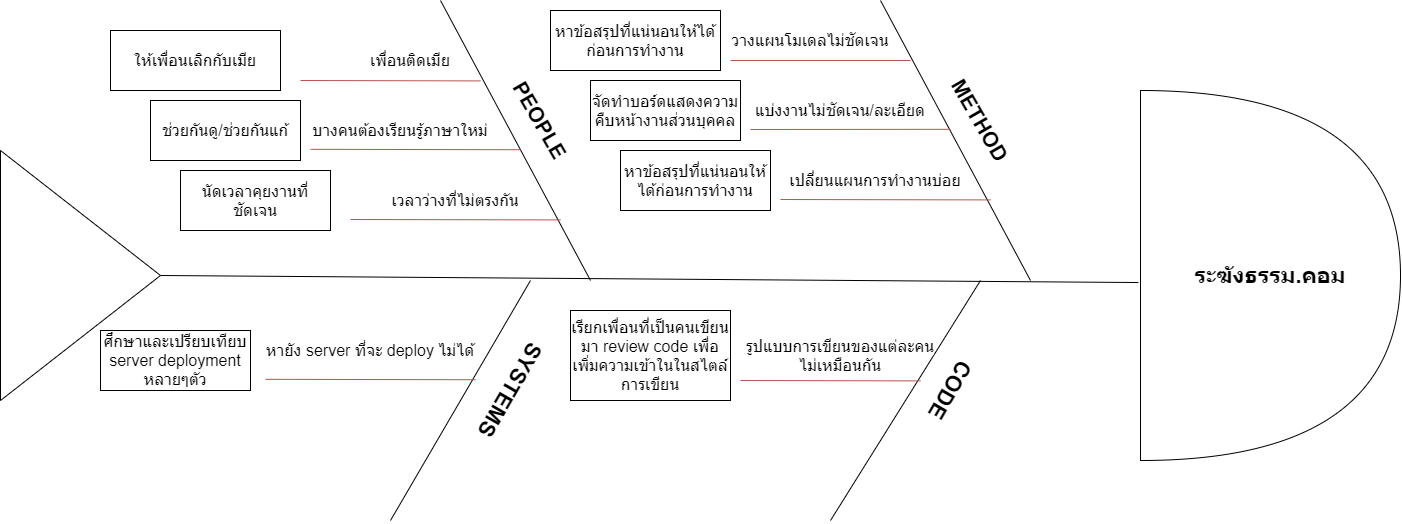 ให้เพื่อนเลิกกับเมีย
เพื่อนติดเมีย
ช่วยกันดู/ช่วยกันแก้
บางคนต้องเรียนรู้ภาษาใหม่
นัดเวลาคุยงานที่
ชัดเจน
เวลาว่างที่ไม่ตรงกัน
PEOPLE
หาข้อสรุปที่แน่นอนให้ได้
ก่อนการทำงาน
วางแผนโมเดลไม่ชัดเจน
จัดทำบอร์ดแสดงความ
คืบหน้างานส่วนบุคคล
แบ่งงานไม่ชัดเจน/ละเอียด
หาข้อสรุปที่แน่นอนให้
ได้ก่อนการทำงาน
เปลี่ยนแผนการทำงานบ่อย
METHOD
ระฆังธรรม.คอม
ศึกษาและเปรียบเทียบ
server deployment
หลายๆตัว
หายัง server ที่จะ deploy ไม่ได้
SYSTEMS
เรียกเพื่อนที่เป็นคนเขียน
มา review code เพื่อ
เพิ่มความเข้าในในสไตล์
การเขียน
รูปแบบการเขียนของแต่ละคน
ไม่เหมือนกัน
CODE